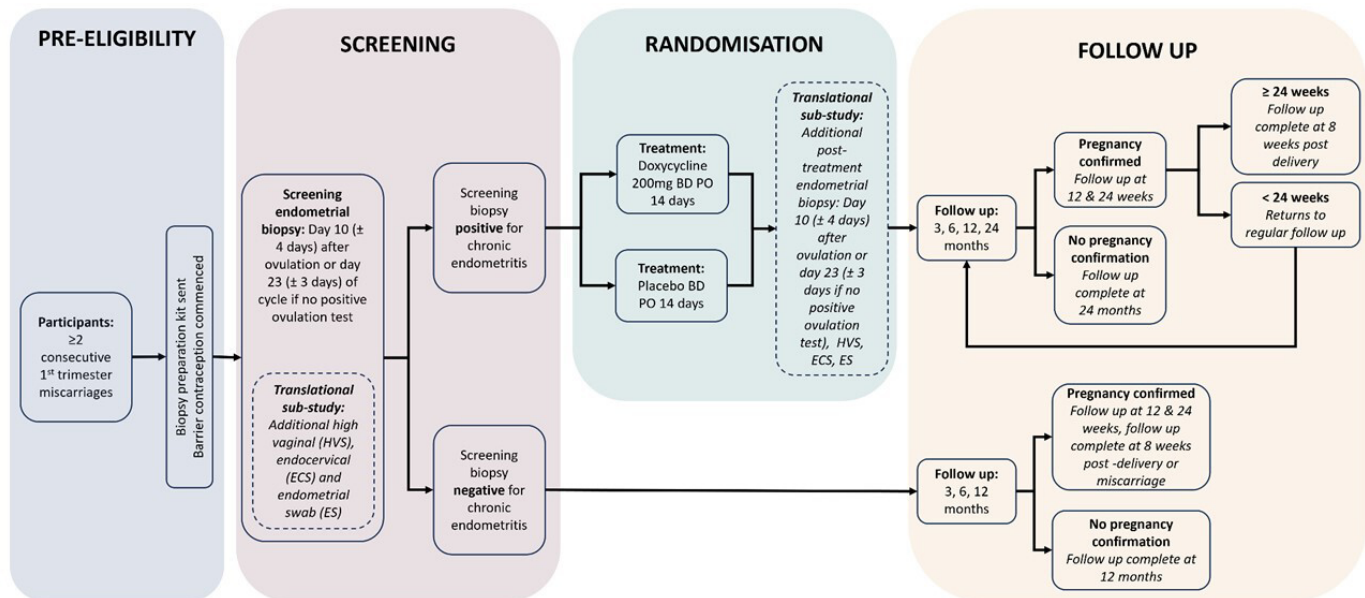 PRE-ELIGIBILITY
Participants:
≥2
consecutive
1st trimester
miscarriages
Biopsy preparation kit sent
Barrier contraception commenced
SCREENING
Screening
endometrial
biopsy: Day 10 (±
4 days) after
ovulation or day
23 (± 3 days) of
cycle if no positive
ovulation test
Translational
sub-study:
Additional high
vaginal (HVS),
endocervical
(ECS) and
endometrial
swab (ES)
Screening
biopsy
positive for
chronic
endometritis
Screening
biopsy
negative for
chronic
endometritis
RANDOMISATION
Treatment:
Doxycycline
200mg BD PO
14 days
Treatment:
Placebo BD
PO 14 days
Translational
sub-study:
Additional
post-
treatment
endometrial
biopsy: Day
10 (± 4 days)
after
ovulation or
day 23 (± 3
days if no
positive
ovulation
test), HVS,
ECS, ES
FOLLOW UP
Follow up:
3, 6, 12, 24
months
Pregnancy
confirmed
Follow up at
12 & 24 weeks
No pregnancy
confirmation
Follow up
complete at
24 months
≥ 24 weeks
Follow up
complete at 8
weeks post
delivery
< 24 weeks
Returns to
regular follow up
Follow up:
3, 6, 12
months
Pregnancy confirmed
Follow up at 12 & 24
weeks, follow up
complete at 8 weeks
post -delivery or
miscarriage
No pregnancy
confirmation
Follow up complete at
12 months